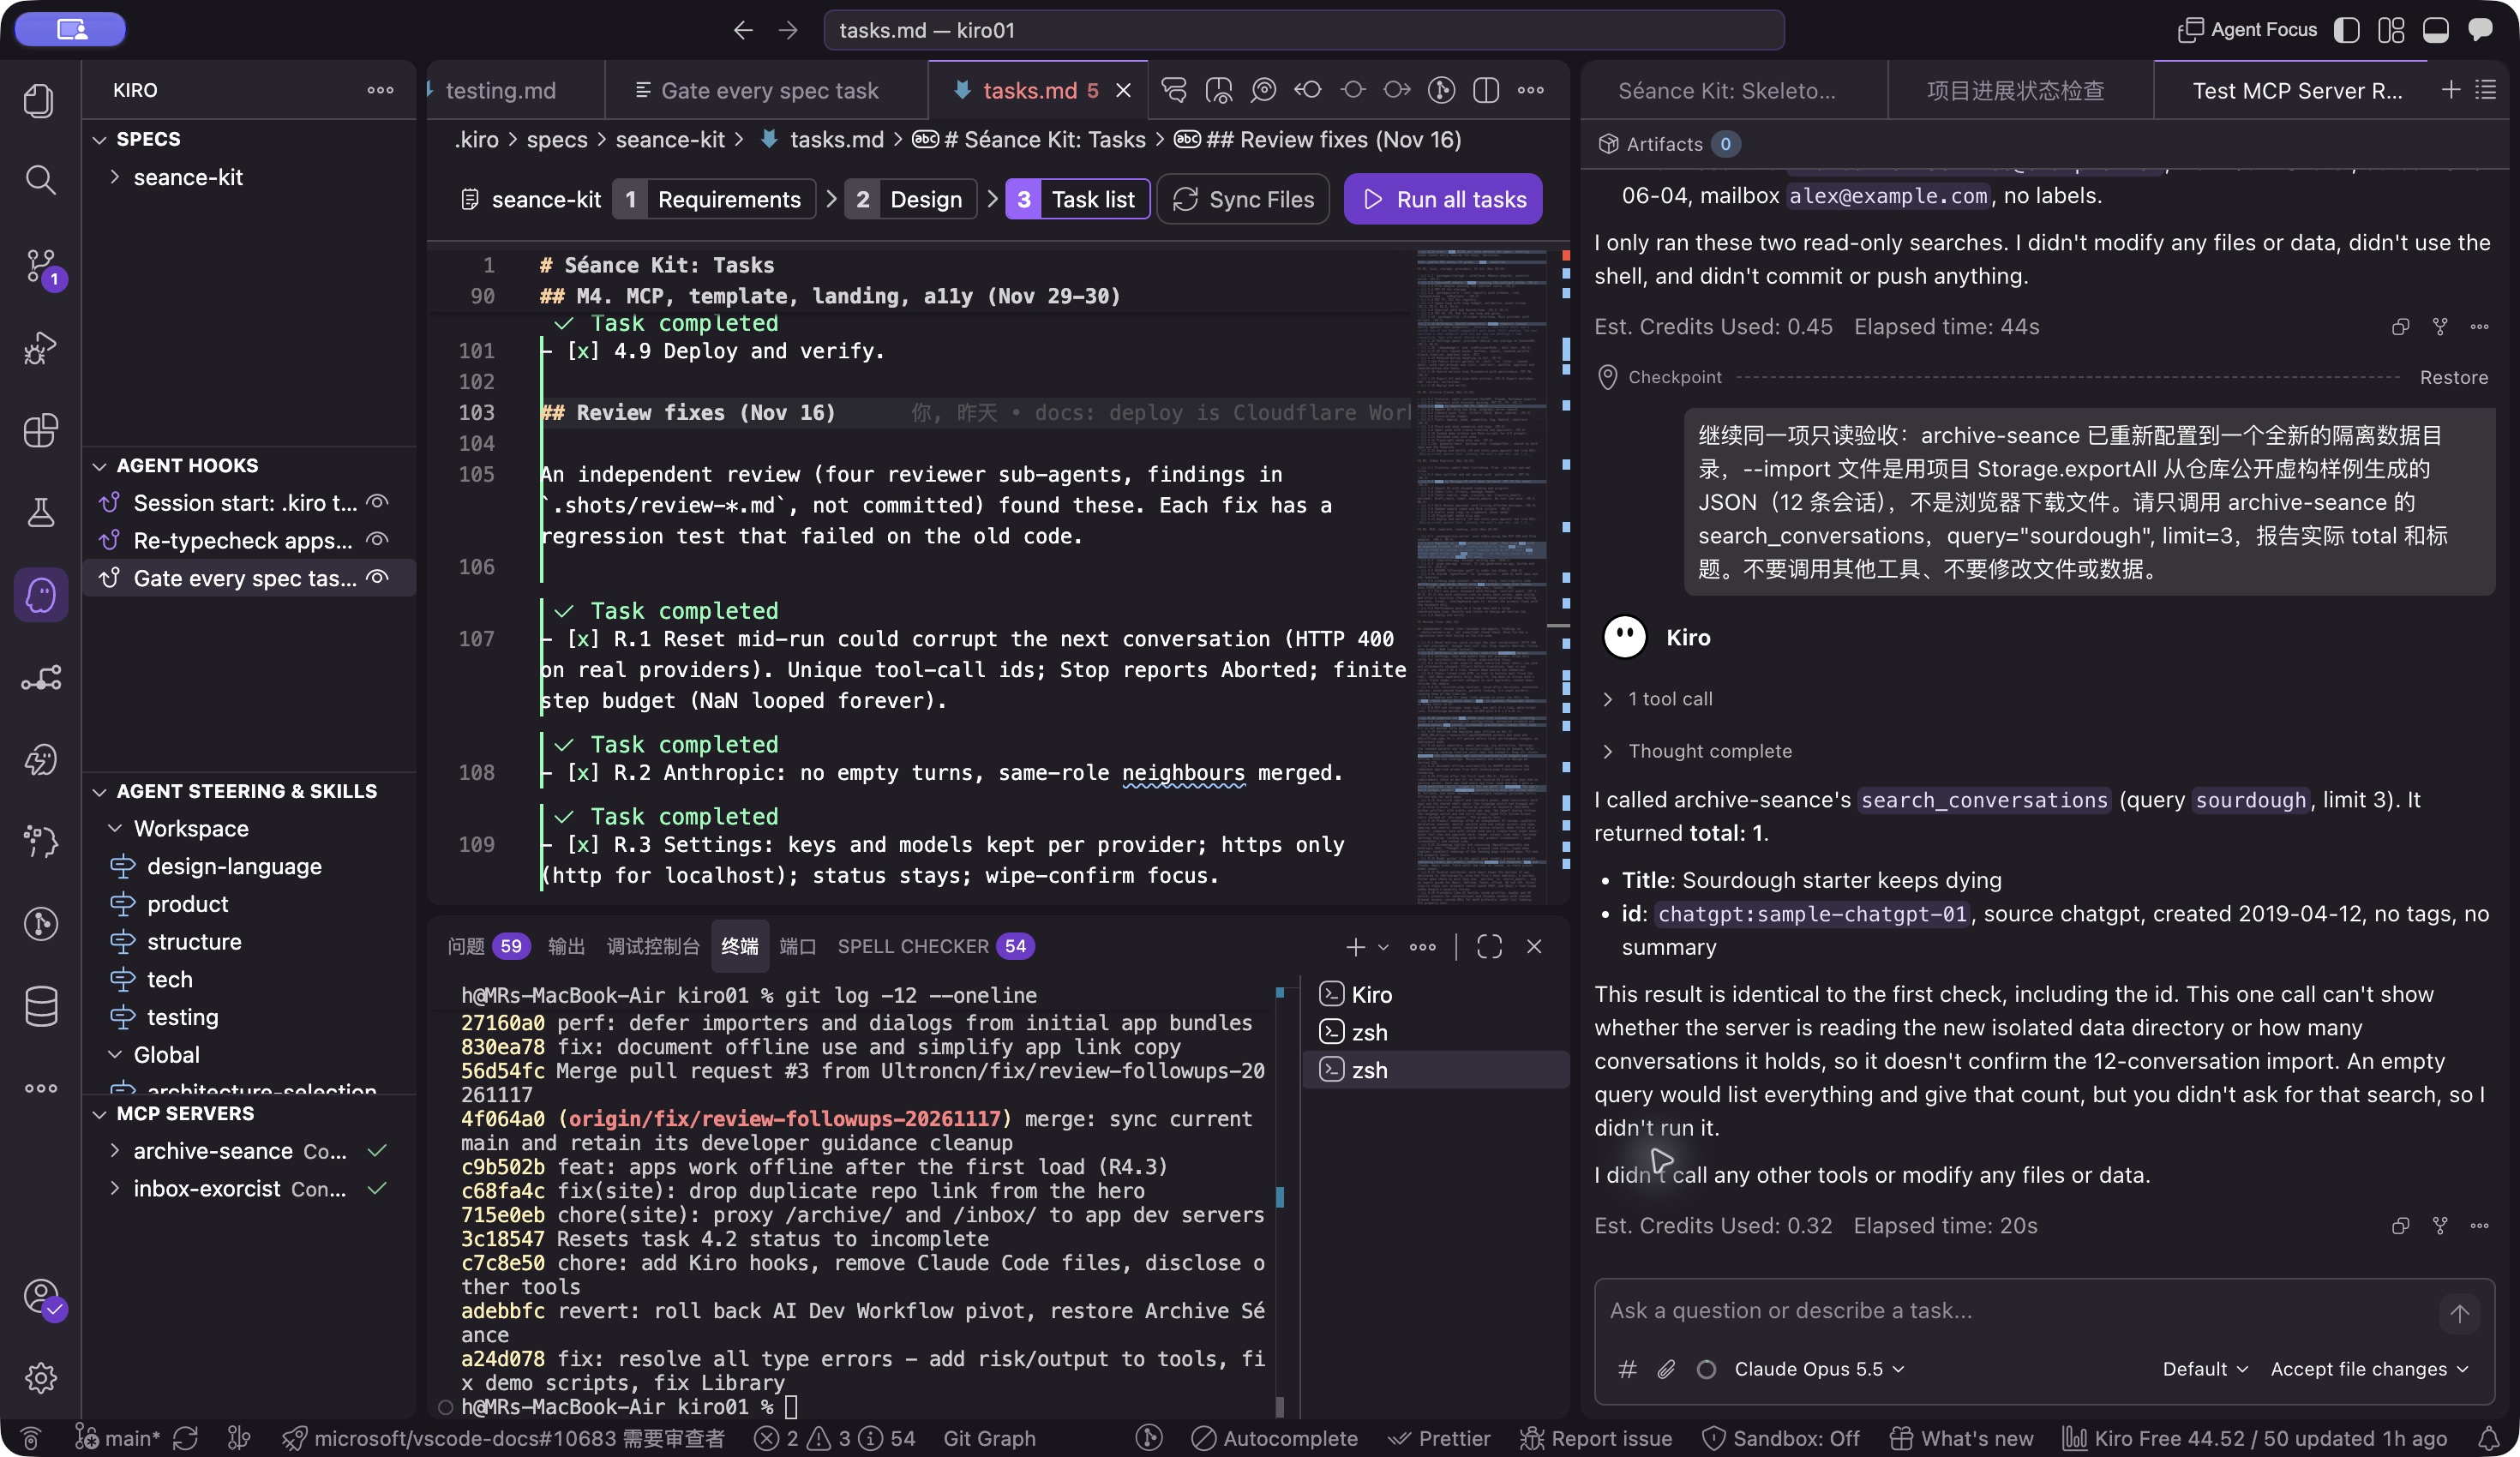 tasks.md — kiro01
Agent Focus
KIRO
SPECS
seance-kit
AGENT HOOKS
Session start: .kiro t...
Re-typecheck apps...
Gate every spec tas...
AGENT STEERING & SKILLS
Workspace
design-language
product
structure
tech
testing
Global
architecture-selection
MCP SERVERS
archive-seance Co...
inbox-exorcist Con...
1
testing.md
Gate every spec task
tasks.md 5
.kiro > specs > seance-kit > tasks.md > # Séance Kit: Tasks > ## Review fixes (Nov 16)
seance-kit 1 Requirements > 2 Design > 3 Task list Sync Files Run all tasks
1 # Séance Kit: Tasks
90 ## M4. MCP, template, landing, a11y (Nov 29-30)
✓ Task completed
101 - [x] 4.9 Deploy and verify.
102
103 ## Review fixes (Nov 16) 你, 昨天 • docs: deploy is Cloudflare Wor
104
105 An independent review (four reviewer sub-agents, findings in
`.shots/review-*.md`, not committed) found these. Each fix has a
regression test that failed on the old code.
106
✓ Task completed
107 - [x] R.1 Reset mid-run could corrupt the next conversation (HTTP 400
on real providers). Unique tool-call ids; Stop reports Aborted; finite
step budget (NaN looped forever).
✓ Task completed
108 - [x] R.2 Anthropic: no empty turns, same-role neighbours merged.
✓ Task completed
109 - [x] R.3 Settings: keys and models kept per provider; https only
(http for localhost); status stays; wipe-confirm focus.
问题 59 输出 调试控制台 终端 端口 SPELL CHECKER 54
h@MRs-MacBook-Air kiro01 % git log -12 --oneline
27160a0 perf: defer importers and dialogs from initial app bundles
830ea78 fix: document offline use and simplify app link copy
56d54fc Merge pull request #3 from Ultroncn/fix/review-followups-20
261117
4f064a0 (origin/fix/review-followups-20261117) merge: sync current
main and retain its developer guidance cleanup
c9b502b feat: apps work offline after the first load (R4.3)
c68fa4c fix(site): drop duplicate repo link from the hero
715e0eb chore(site): proxy /archive/ and /inbox/ to app dev servers
3c18547 Resets task 4.2 status to incomplete
c7c8e50 chore: add Kiro hooks, remove Claude Code files, disclose o
ther tools
adebbfc revert: roll back AI Dev Workflow pivot, restore Archive Sé
ance
a24d078 fix: resolve all type errors - add risk/output to tools, fi
x demo scripts, fix Library
h@MRs-MacBook-Air kiro01 %
Kiro
zsh
zsh
Séance Kit: Skeleto...
项目进展状态检查
Test MCP Server R...
Artifacts 0
06-04, mailbox alex@example.com, no labels.
I only ran these two read-only searches. I didn't modify any files or data, didn't use the
shell, and didn't commit or push anything.
Est. Credits Used: 0.45 Elapsed time: 44s
Checkpoint Restore
继续同一项只读验收：archive-seance 已重新配置到一个全新的隔离数据目
录，--import 文件是用项目 Storage.exportAll 从仓库公开虚构样例生成的
JSON（12 条会话），不是浏览器下载文件。请只调用 archive-seance 的
search_conversations，query="sourdough", limit=3，报告实际 total 和标
题。不要调用其他工具、不要修改文件或数据。
Kiro
1 tool call
Thought complete
I called archive-seance's search_conversations (query sourdough, limit 3). It
returned total: 1.
• Title: Sourdough starter keeps dying
• id: chatgpt:sample-chatgpt-01, source chatgpt, created 2019-04-12, no tags, no
summary
This result is identical to the first check, including the id. This one call can't show
whether the server is reading the new isolated data directory or how many
conversations it holds, so it doesn't confirm the 12-conversation import. An empty
query would list everything and give that count, but you didn't ask for that search, so I
didn't run it.
I didn't call any other tools or modify any files or data.
Est. Credits Used: 0.32 Elapsed time: 20s
Ask a question or describe a task...
Claude Opus 5.5 Default Accept file changes
main* microsoft/vscode-docs#10683 需要审查者 2 3 54 Git Graph Autocomplete Prettier Report issue Sandbox: Off What's new Kiro Free 44.52 / 50 updated 1h ago